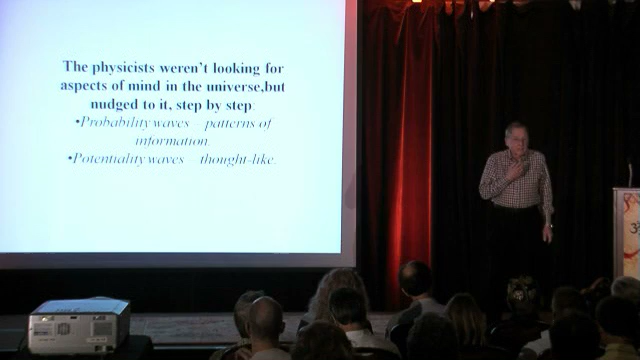 The physicists weren't looking for
aspects of mind in the universe,but
nudged to it, step by step:
•Probability waves patterns of
information.
•Potentiality waves thought-like.
3